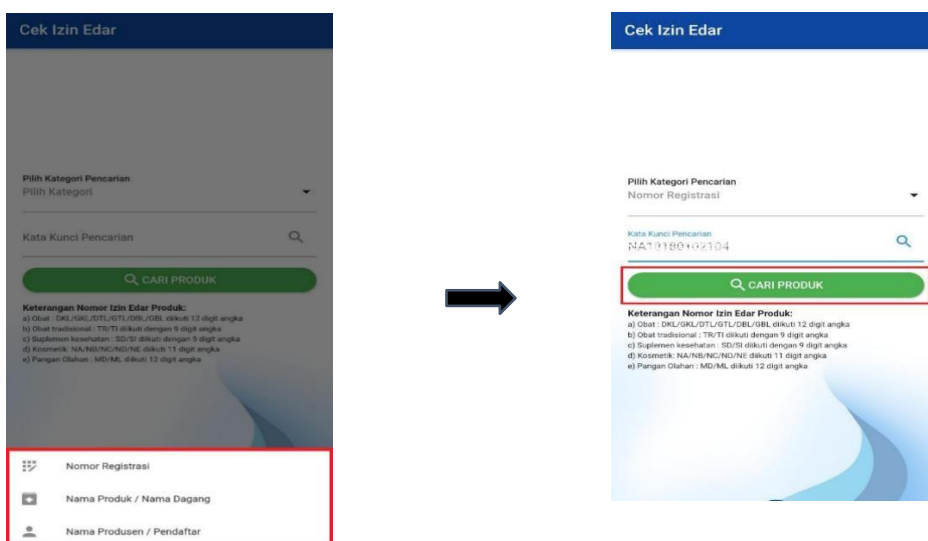 Cek Izin Edar
Pilih Kategori Pencarian
Pilih Kategori
Kata Kunci Pencarian
CARI PRODUK
Keterangan Nomor Izin Edar Produk:
a) Obat : DKL/GKL/DTL/GTL/DBL/GBL diikuti 12 digit angka
b) Obat tradisional : TR/TI diikuti dengan 9 digit angka
c) Suplemen kesehatan : SD/SI diikuti dengan 9 digit angka
d) Kosmetik: NA/NB/NC/ND/NE diikuti 11 digit angka
e) Pangan Olahan : MD/ML diikuti 12 digit angka
Nomor Registrasi
Nama Produk / Nama Dagang
Nama Produsen / Pendaftar
Cek Izin Edar
Pilih Kategori Pencarian
Nomor Registrasi
Kata Kunci Pencarian
CARI PRODUK
Keterangan Nomor Izin Edar Produk:
a) Obat : DKL/GKL/DTL/GTL/DBL/GBL diikuti 12 digit angka
b) Obat tradisional : TR/TI diikuti dengan 9 digit angka
c) Suplemen kesehatan : SD/SI diikuti dengan 9 digit angka
d) Kosmetik: NA/NB/NC/ND/NE diikuti 11 digit angka
e) Pangan Olahan : MD/ML diikuti 12 digit angka